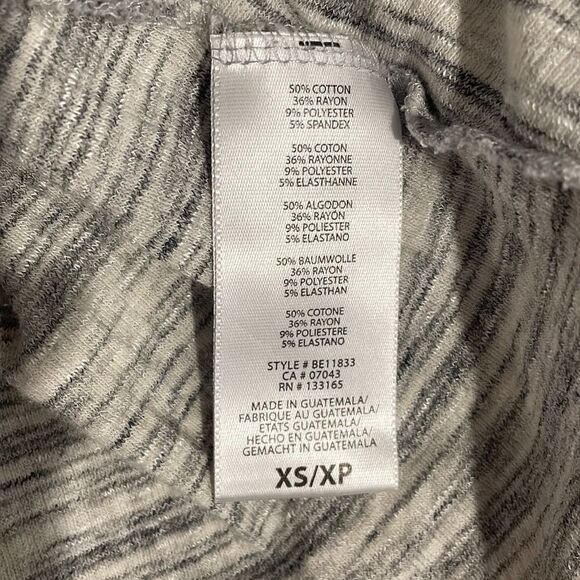 50% COTTON
36% RAYON
9% POLYESTER
5% SPANDEX
50% COTON
36% RAYONNE
9% POLYESTER
5% ELASTHANNE
50% ALGODON
36% RAYÓN
9% POLIESTER
5% ELASTANO
50% BAUMWOLLE
36% RAYON
9% POLYESTER
5% ELASTHAN
50% COTONE
36% RAYON
9% POLIESTERE
5% ELASTANO
STYLE # BE11833
CA # 07043
RN # 133165
MADE IN GUATEMALA/
FABRIQUE AU GUATEMALA/
ETATS GUATEMALA/
HECHO EN GUATEMALA/
GEMACHT IN GUATEMALA
XS/XP